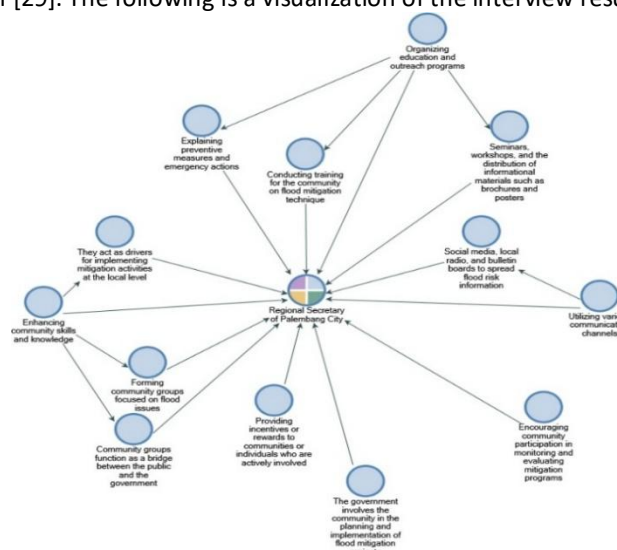 [29]. The following is a visualization of the interview resu
Organizing
education and
outreach programs
Explaining
preventive
measures and
emergency actions
Conducting training
for the community
on flood mitigation
technique
Seminars,
workshops, and the
distribution of
informational
materials such as
brochures and
posters
They act as drivers
for implementing
mitigation activities
at the local level
Social media, local
radio, and bulletin
boards to spread
flood risk
information
Regional Secretary
of Palembang City
Enhancing
community skills
and knowledge
Utilizing vari
communicat
channels
Forming
community groups
focused on flood
issues
Community groups
function as a bridge
between the public
and the
government
Providing
incentives or
rewards to
communities or
individuals who are
actively involved
Encouraging
community
participation in
monitoring and
evaluating
mitigation
programs
The government
involves the
community in the
planning and
implementation of
flood mitigation